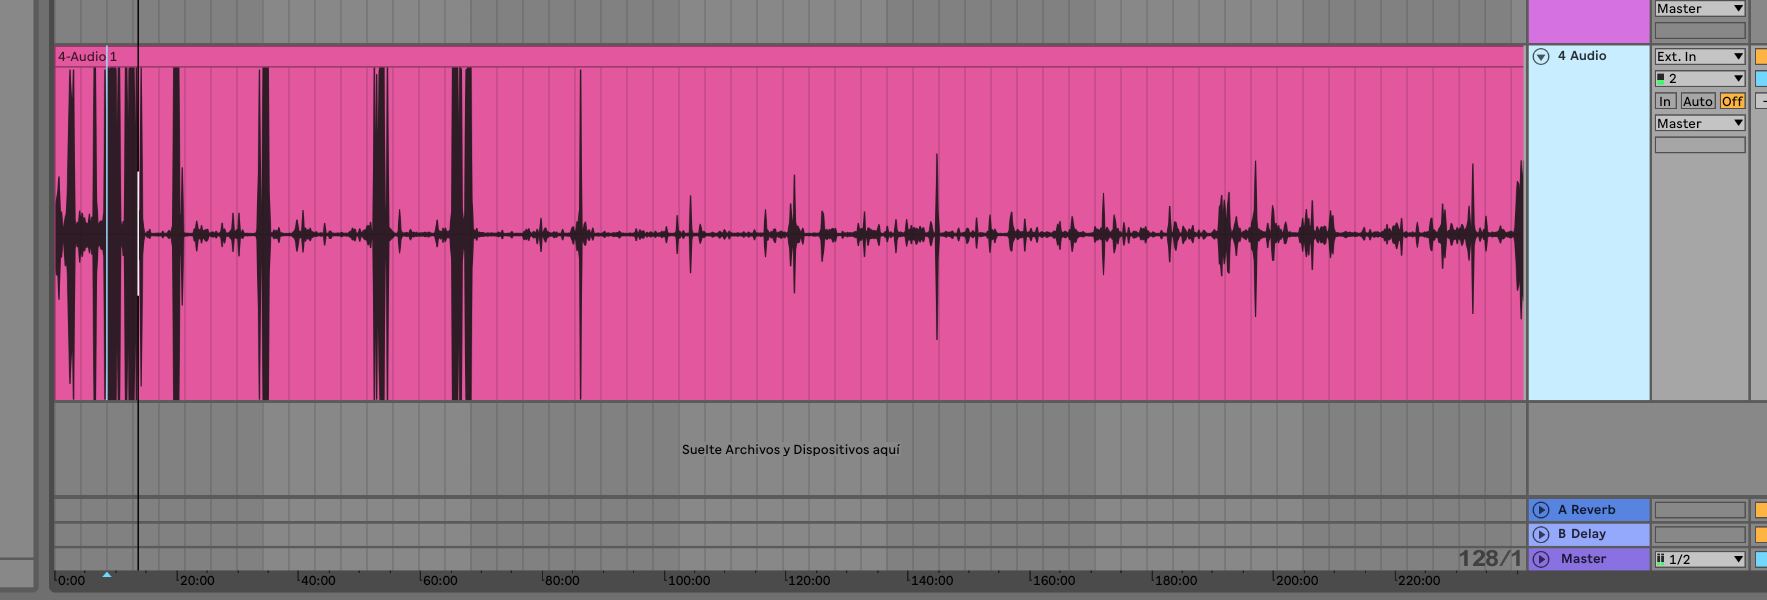 Master
4-Audio 1
4 Audio
Ext. In
2
In Auto Off
Master
Suelte Archivos y Dispositivos aquí
A Reverb
B Delay
128/1
Master
1/2
0:00 20:00 40:00 60:00 80:00 100:00 120:00 140:00 160:00 180:00 200:00 220:00